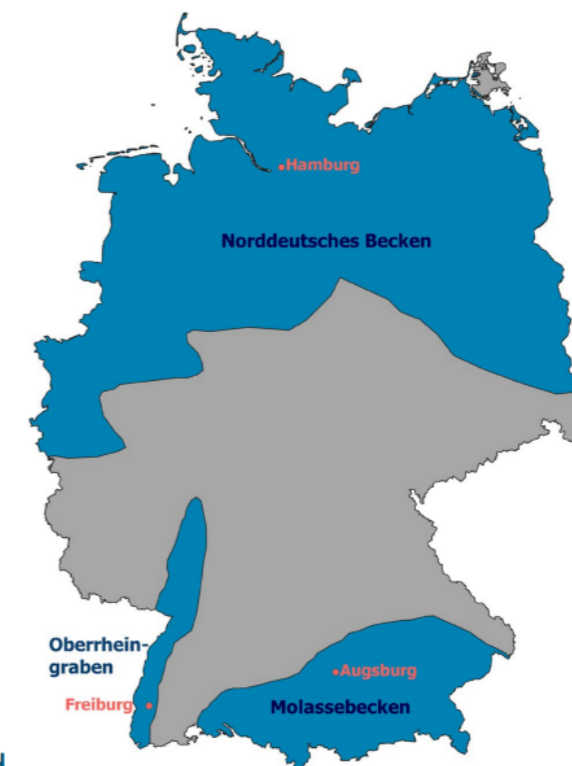 Hamburg
Norddeutsches Becken
Oberrhein-
graben
Augsburg
Freiburg
Molassebecken